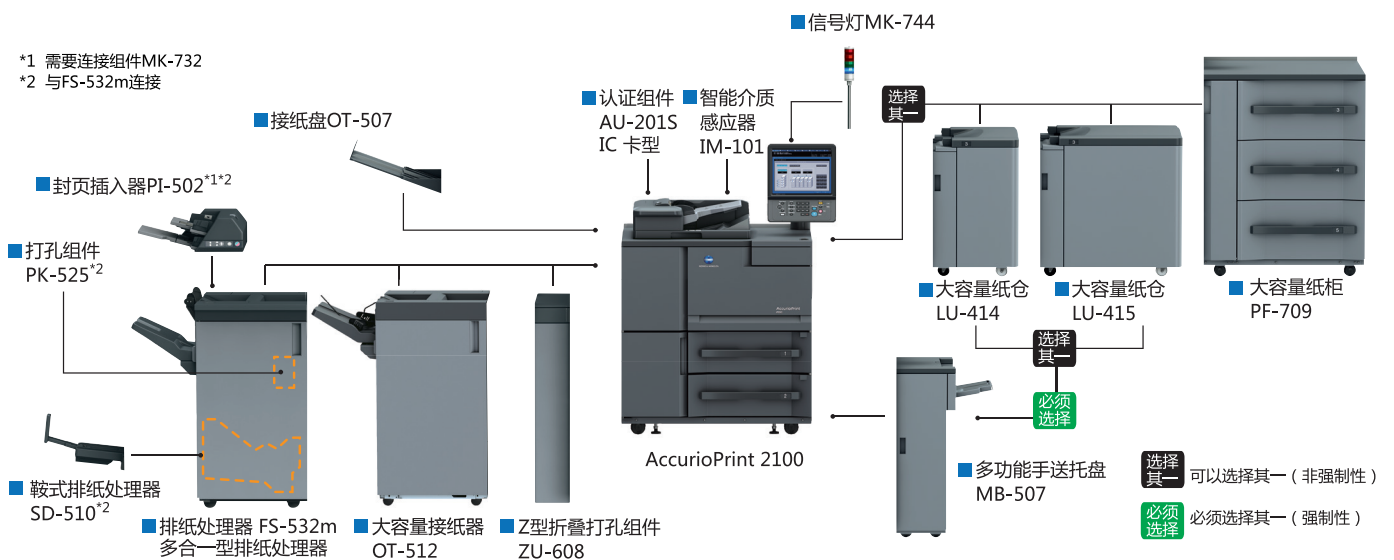 信号灯MK-744
*1 需要连接组件MK-732
*2 与FS-532m连接
接纸盘OT-507
认证组件
AU-201S
IC 卡型
智能介质
感应器
IM-101
选择
其一
封页插入器PI-502*1*2
打孔组件
PK-525*2
大容量纸仓
LU-414
大容量纸仓
LU-415
大容量纸柜
PF-709
选择
其一
必须
选择
AccurioPrint 2100
鞍式排纸处理器
SD-510*2
排纸处理器 FS-532m
多合一型排纸处理器
大容量接纸器
OT-512
Z型折叠打孔组件
ZU-608
多功能手送托盘
MB-507
选择
其一
可以选择其一（非强制性）
必须
选择
必须选择其一（强制性）